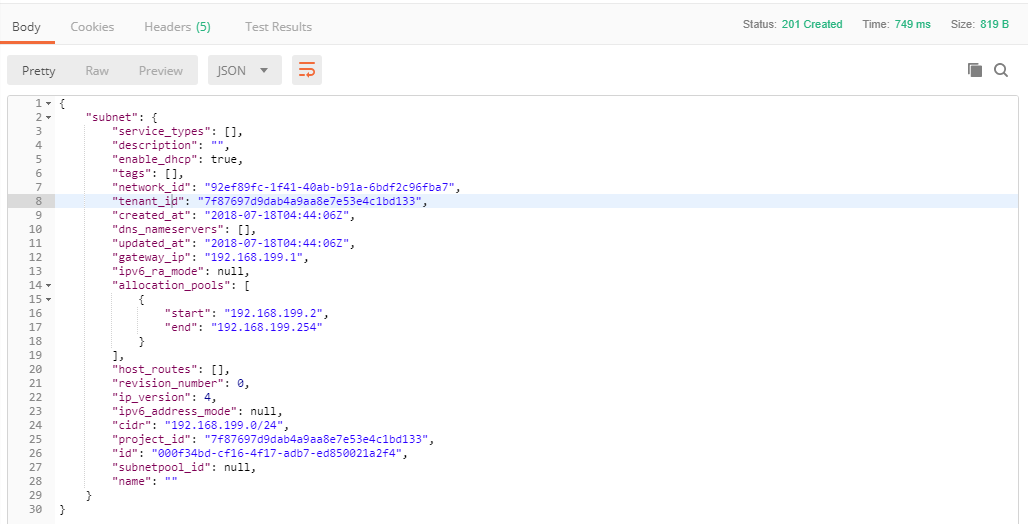 Body Cookies Headers (5) Test Results Status: 201 Created Time: 749 ms Size: 819 B
Pretty Raw Preview JSON
1 {
2 "subnet": {
3 "service_types": [],
4 "description": "",
5 "enable_dhcp": true,
6 "tags": [],
7 "network_id": "92ef89fc-1f41-40ab-b91a-6bdf2c96fba7",
8 "tenant_id": "7f87697d9dab4a9aa8e7e53e4c1bd133",
9 "created_at": "2018-07-18T04:44:06Z",
10 "dns_nameservers": [],
11 "updated_at": "2018-07-18T04:44:06Z",
12 "gateway_ip": "192.168.199.1",
13 "ipv6_ra_mode": null,
14 "allocation_pools": [
15 {
16 "start": "192.168.199.2",
17 "end": "192.168.199.254"
18 }
19 ],
20 "host_routes": [],
21 "revision_number": 0,
22 "ip_version": 4,
23 "ipv6_address_mode": null,
24 "cidr": "192.168.199.0/24",
25 "project_id": "7f87697d9dab4a9aa8e7e53e4c1bd133",
26 "id": "000f34bd-cf16-4f17-adb7-ed850021a2f4",
27 "subnetpool_id": null,
28 "name": ""
29 }
30 }